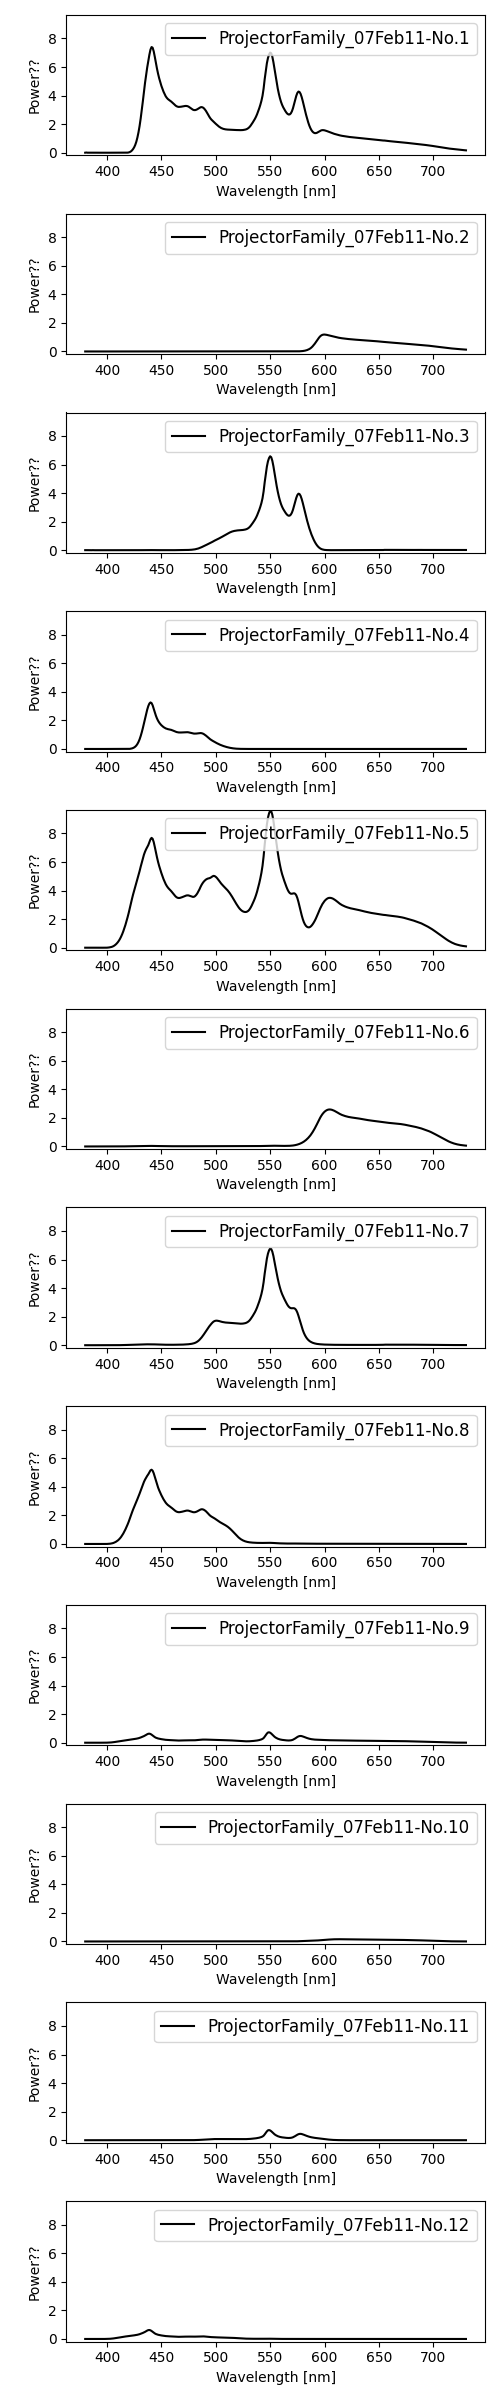 ProjectorFamily_07Feb11-No.1
Power??
8
6
4
2
0
400 450 500 550 600 650 700
Wavelength [nm]
ProjectorFamily_07Feb11-No.2
Power??
8
6
4
2
0
400 450 500 550 600 650 700
Wavelength [nm]
ProjectorFamily_07Feb11-No.3
Power??
8
6
4
2
0
400 450 500 550 600 650 700
Wavelength [nm]
ProjectorFamily_07Feb11-No.4
Power??
8
6
4
2
0
400 450 500 550 600 650 700
Wavelength [nm]
ProjectorFamily_07Feb11-No.5
Power??
8
6
4
2
0
400 450 500 550 600 650 700
Wavelength [nm]
ProjectorFamily_07Feb11-No.6
Power??
8
6
4
2
0
400 450 500 550 600 650 700
Wavelength [nm]
ProjectorFamily_07Feb11-No.7
Power??
8
6
4
2
0
400 450 500 550 600 650 700
Wavelength [nm]
ProjectorFamily_07Feb11-No.8
Power??
8
6
4
2
0
400 450 500 550 600 650 700
Wavelength [nm]
ProjectorFamily_07Feb11-No.9
Power??
8
6
4
2
0
400 450 500 550 600 650 700
Wavelength [nm]
ProjectorFamily_07Feb11-No.10
Power??
8
6
4
2
0
400 450 500 550 600 650 700
Wavelength [nm]
ProjectorFamily_07Feb11-No.11
Power??
8
6
4
2
0
400 450 500 550 600 650 700
Wavelength [nm]
ProjectorFamily_07Feb11-No.12
Power??
8
6
4
2
0
400 450 500 550 600 650 700
Wavelength [nm]